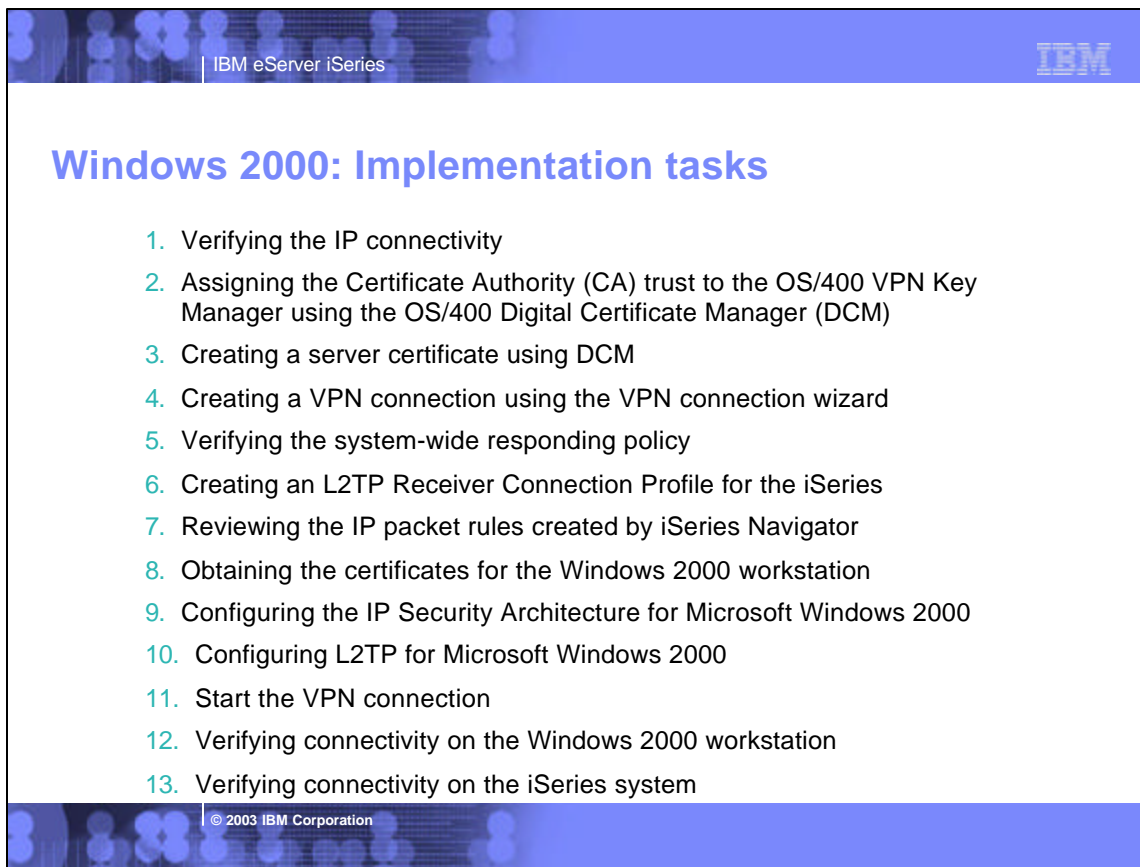 IBM eServer iSeries
IBM
Windows 2000: Implementation tasks
1. Verifying the IP connectivity
2. Assigning the Certificate Authority (CA) trust to the OS/400 VPN Key
Manager using the OS/400 Digital Certificate Manager (DCM)
3. Creating a server certificate using DCM
4. Creating a VPN connection using the VPN connection wizard
5. Verifying the system-wide responding policy
6. Creating an L2TP Receiver Connection Profile for the iSeries
7. Reviewing the IP packet rules created by iSeries Navigator
8. Obtaining the certificates for the Windows 2000 workstation
9. Configuring the IP Security Architecture for Microsoft Windows 2000
10. Configuring L2TP for Microsoft Windows 2000
11. Start the VPN connection
12. Verifying connectivity on the Windows 2000 workstation
13. Verifying connectivity on the iSeries system
© 2003 IBM Corporation